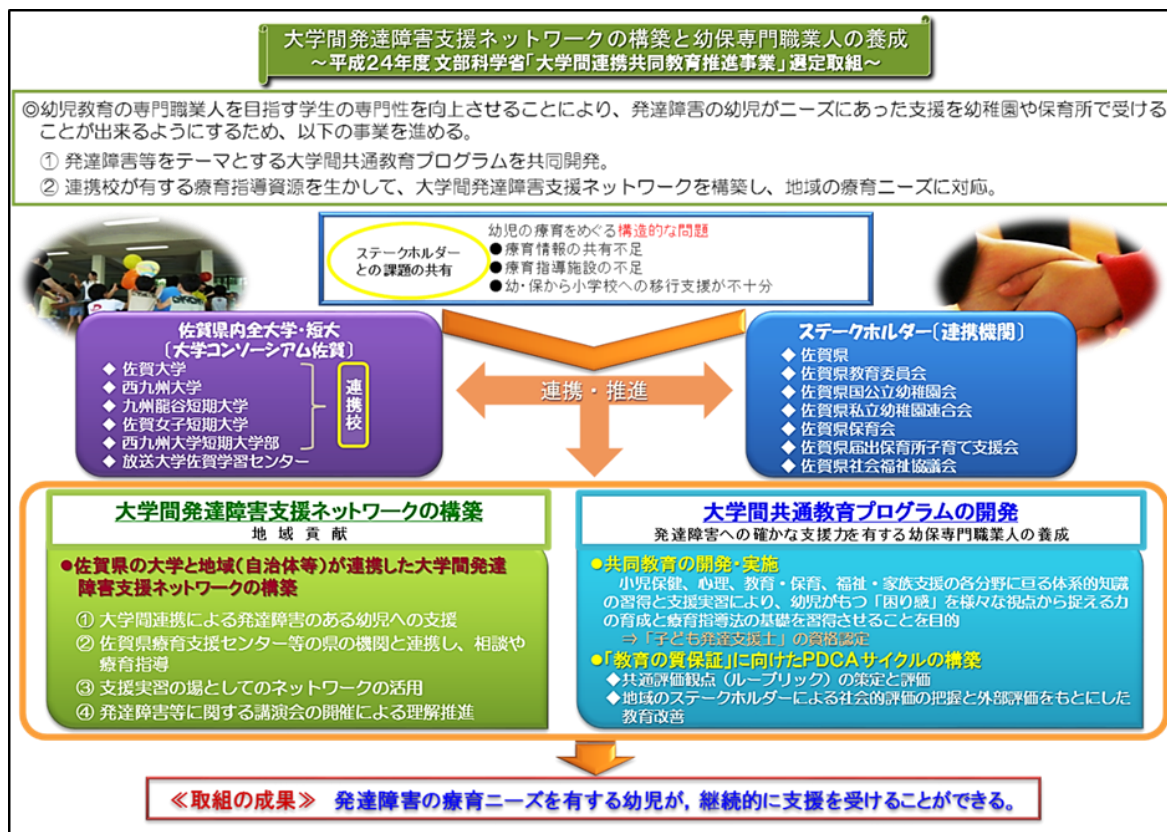 大学間発達障害支援ネットワークの構築と幼保専門職業人の養成
～平成24年度 文部科学省「大学間連携共同教育推進事業」選定取組～
◎幼児教育の専門職業人を目指す学生の専門性を向上させることにより、発達障害の幼児がニーズにあった支援を幼稚園や保育所で受ける
ことが出来るようにするため、以下の事業を進める。
① 発達障害等をテーマとする大学間共通教育プログラムを共同開発。
② 連携校が有する療育指導資源を生かして、大学間発達障害支援ネットワークを構築し、地域の療育ニーズに対応。
ステークホルダー
との課題の共有
幼児の療育をめぐる構造的な問題
●療育情報の共有不足
●療育指導施設の不足
●幼・保から小学校への移行支援が不十分
佐賀県内全大学・短大
〔大学コンソーシアム佐賀〕
◆ 佐賀大学
◆ 西九州大学
◆ 九州龍谷短期大学
◆ 佐賀女子短期大学
◆ 西九州大学短期大学部
◆ 放送大学佐賀学習センター
連携校
連携・推進
ステークホルダー〔連携機関〕
◆ 佐賀県
◆ 佐賀県教育委員会
◆ 佐賀県国公立幼稚園会
◆ 佐賀県私立幼稚園連合会
◆ 佐賀県保育会
◆ 佐賀県届出保育所子育て支援会
◆ 佐賀県社会福祉協議会
大学間発達障害支援ネットワークの構築
地域貢献
●佐賀県の大学と地域（自治体等）が連携した大学間発達
障害支援ネットワークの構築
① 大学間連携による発達障害のある幼児への支援
② 佐賀県療育支援センター等の県の機関と連携し、相談や
療育指導
③ 支援実習の場としてのネットワークの活用
④ 発達障害等に関する講演会の開催による理解推進
大学間共通教育プログラムの開発
発達障害への確かな支援力を有する幼保専門職業人の養成
●共同教育の開発・実施
小児保健、心理、教育・保育、福祉・家族支援の各分野に亘る体系的知識
の習得と支援実習により、幼児がもつ「困り感」を様々な視点から捉える力
の育成と療育指導法の基礎を習得させることを目的
⇒「子ども発達支援士」の資格認定
●「教育の質保証」に向けたPDCAサイクルの構築
◆共通評価観点（ルーブリック）の策定と評価
◆地域のステークホルダーによる社会的評価の把握と外部評価をもとにした
教育改善
≪取組の成果≫ 発達障害の療育ニーズを有する幼児が，継続的に支援を受けることができる。